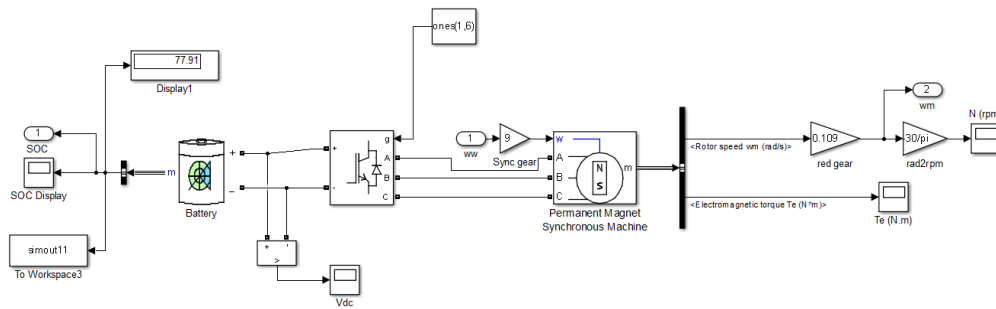 ones(1,6)
77.91
Display1
1
SOC
SOC Display
simout11
To Workspace3
m
Battery
+
–
+
-
g
A
B
C
+
-
>
Vdc
1
ww
9
Sync gear
w
A
B
C
N
S
m
Permanent Magnet
Synchronous Machine
<Rotor speed wm (rad/s)>
<Electromagnetic torque Te (N*m)>
0.109
red gear
2
wm
30/pi
rad2rpm
N (rpm
Te (N.m)